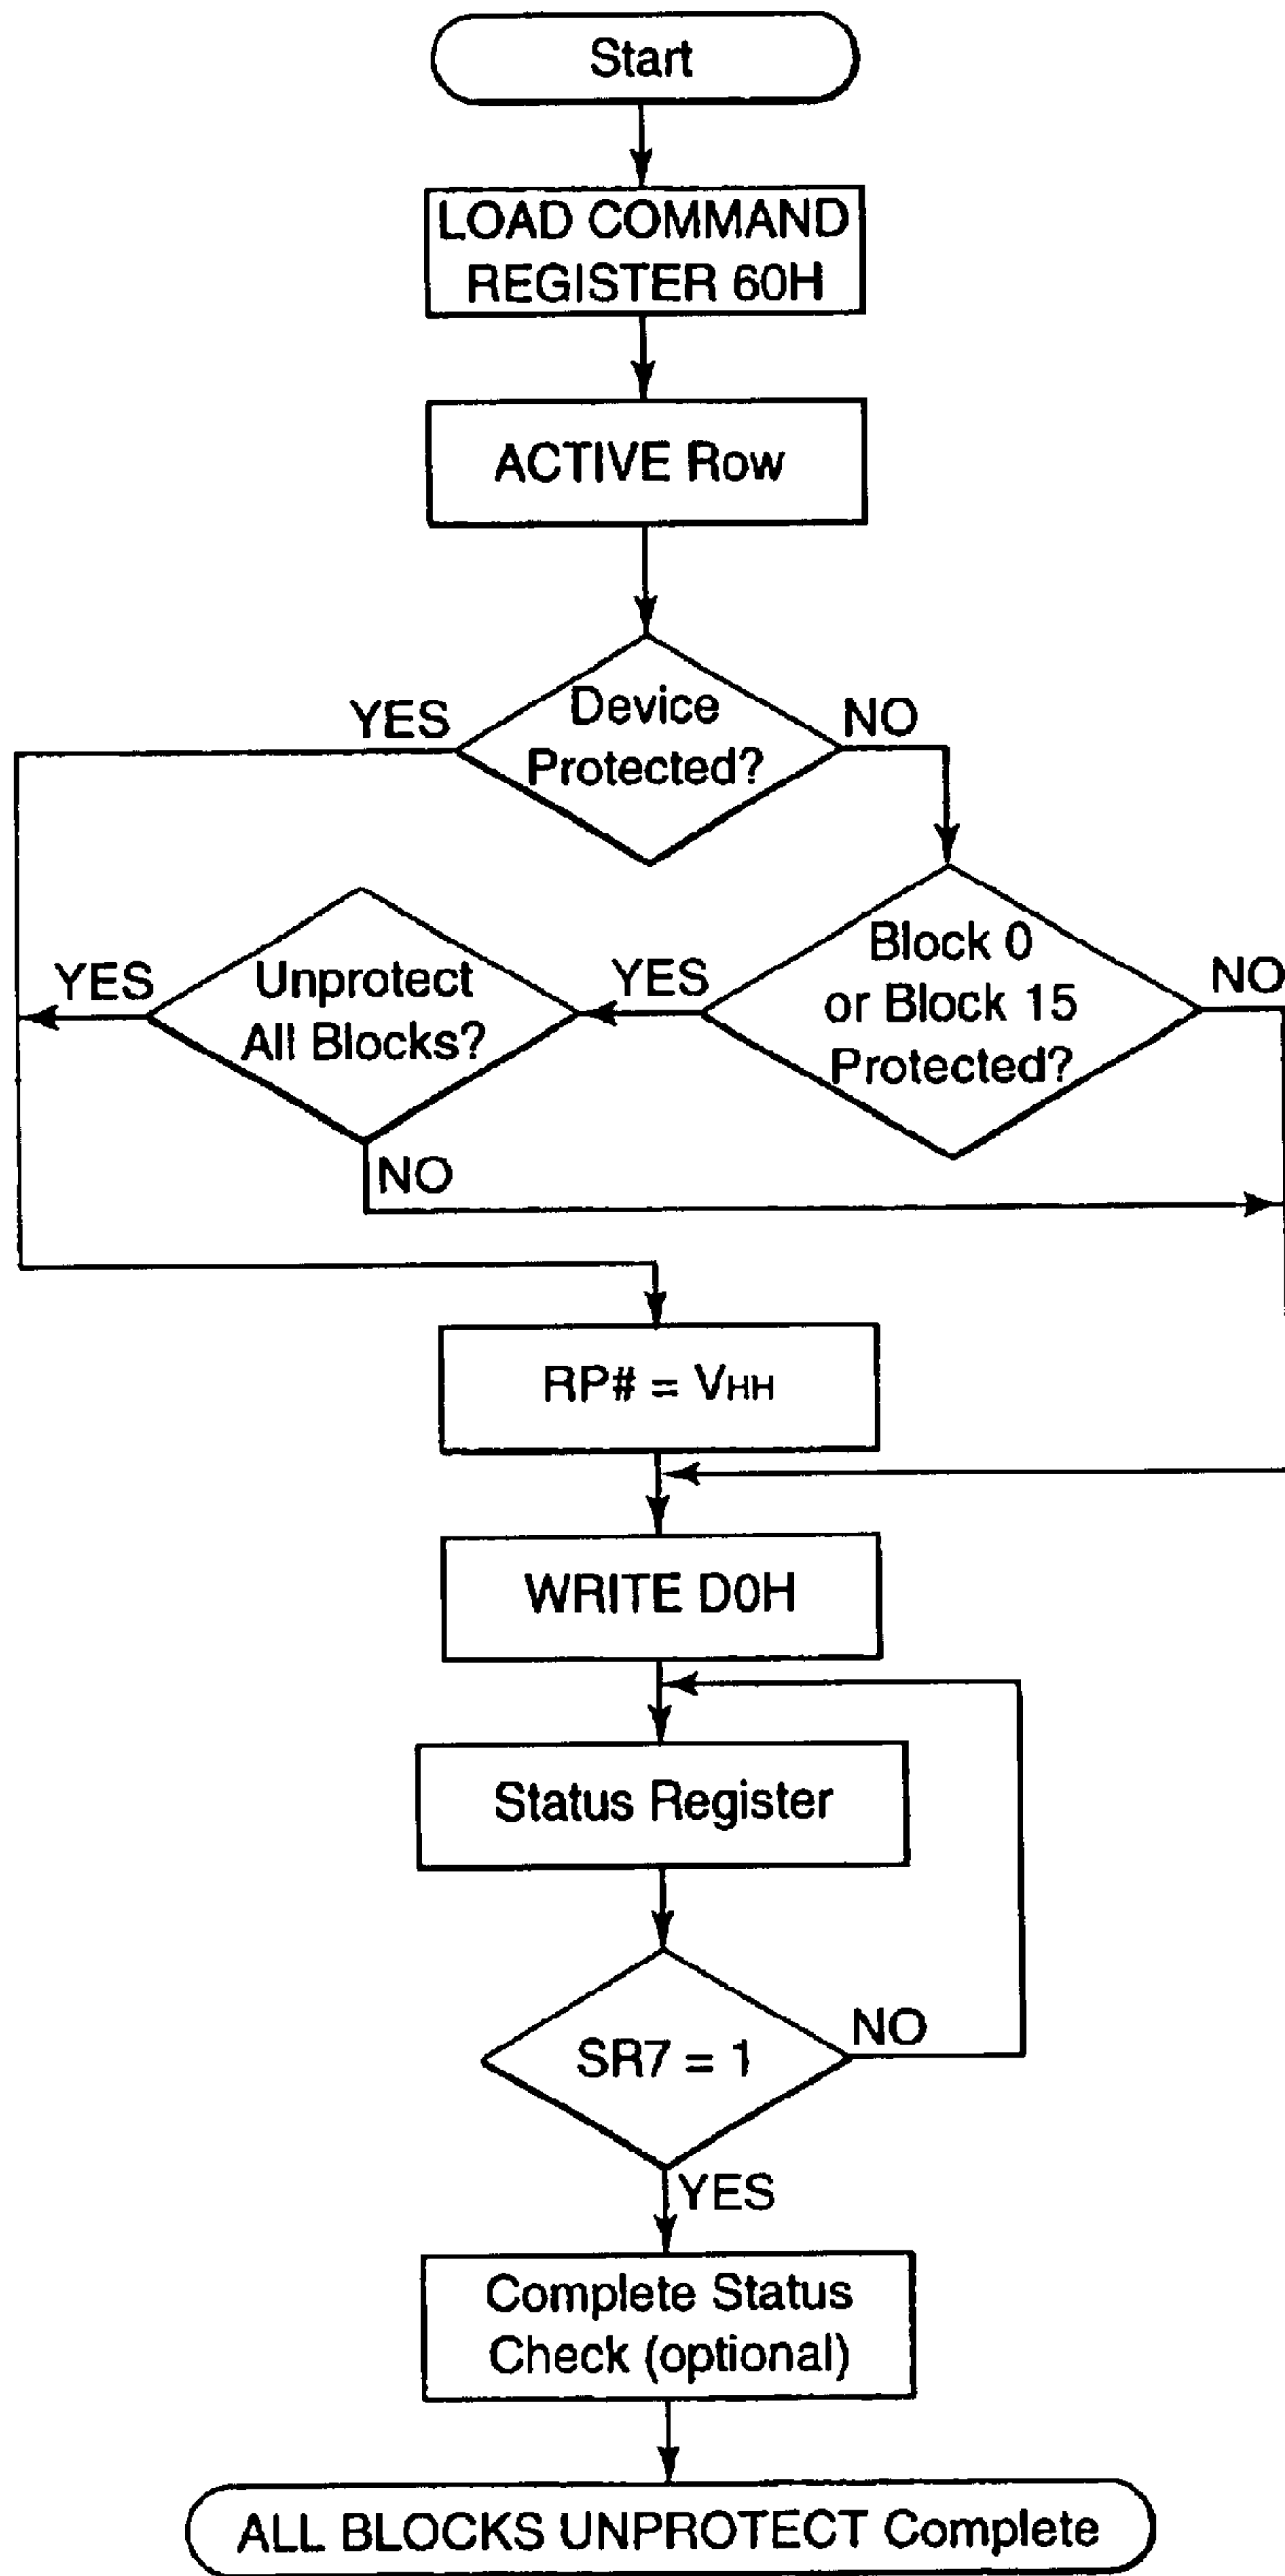 Start
LOAD COMMAND
REGISTER 60H
ACTIVE Row
Device
Protected?
YES
NO
Block 0
or Block 15
Protected?
YES
NO
Unprotect
All Blocks?
YES
NO
RP# = VHH
WRITE D0H
Status Register
SR7 = 1
NO
YES
Complete Status
Check (optional)
ALL BLOCKS UNPROTECT Complete